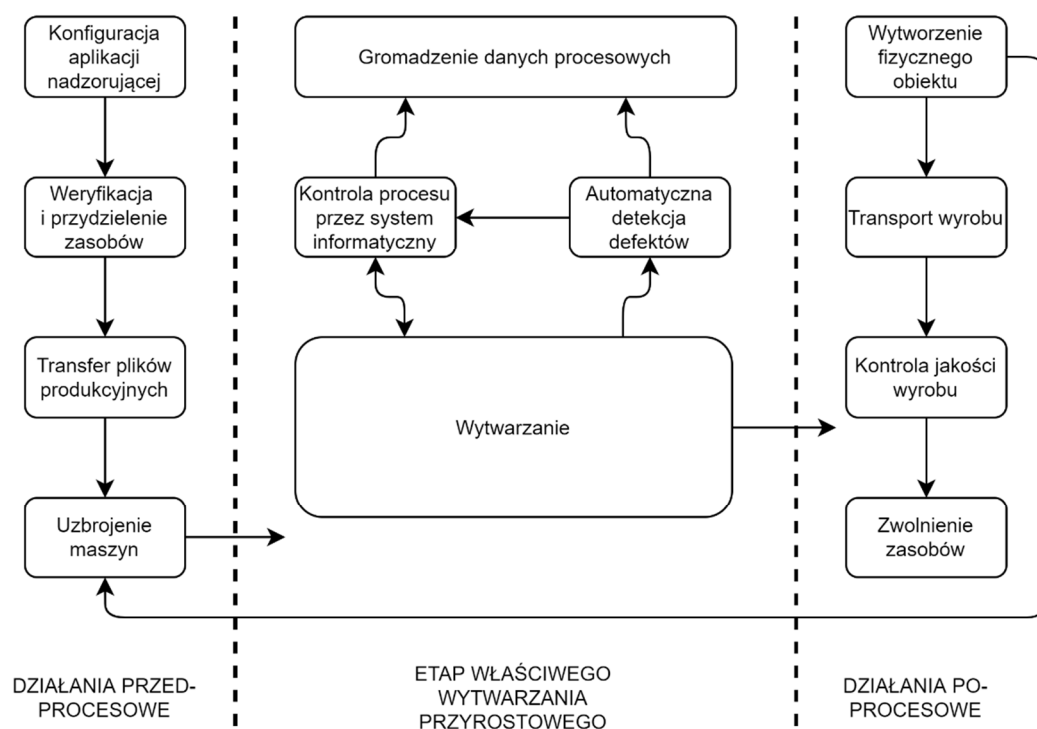 Konfiguracja
aplikacji
nadzorującej
Weryfikacja
i przydzielenie
zasobów
Transfer plików
produkcyjnych
Uzbrojenie
maszyn
DZIAŁANIA PRZED-
PROCESOWE
Gromadzenie danych procesowych
Kontrola procesu
przez system
informatyczny
Automatyczna
detekcja
defektów
Wytwarzanie
ETAP WŁAŚCIWEGO
WYTWARZANIA
PRZYROSTOWEGO
Wytworzenie
fizycznego
obiektu
Transport wyrobu
Kontrola jakości
wyrobu
Zwolnienie
zasobów
DZIAŁANIA PO-
PROCESOWE